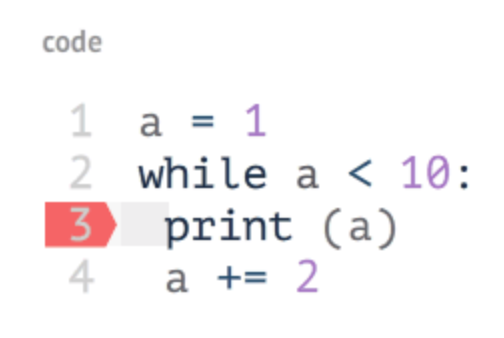 code
1 a = 1
2 while a < 10:
3  print (a)
4  a += 2